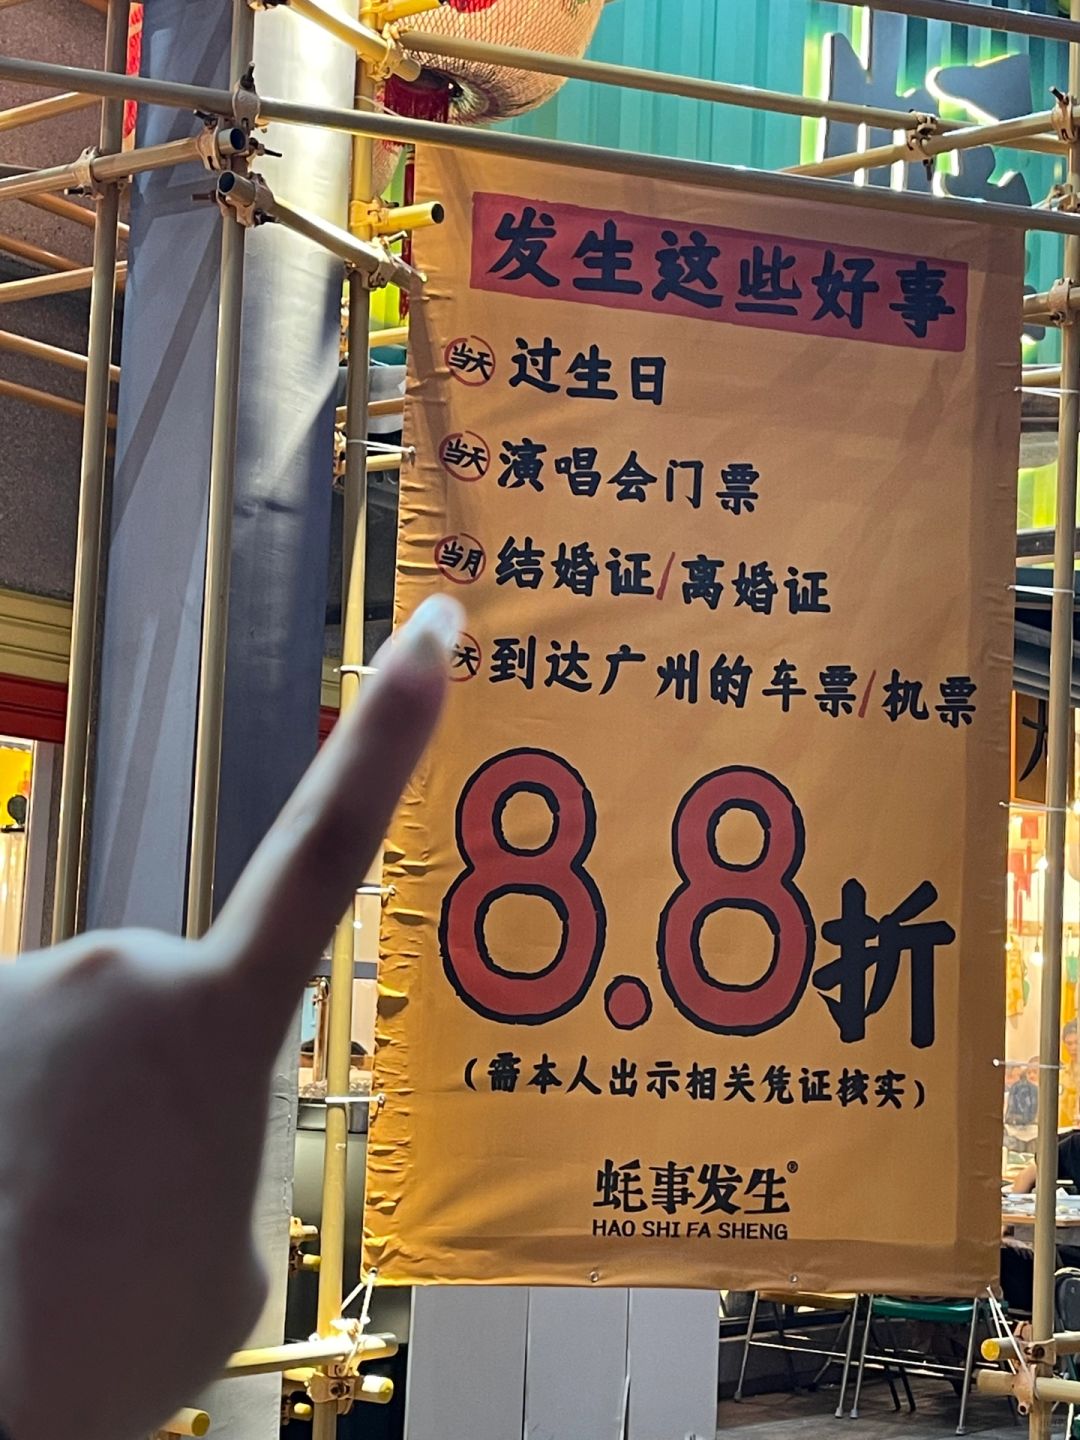 发生这些好事
当天 过生日
当天 演唱会门票
当月 结婚证/离婚证
天 到达广州的车票/机票
8.8折
(需本人出示相关凭证核实)
蚝事发生®
HAO SHI FA SHENG